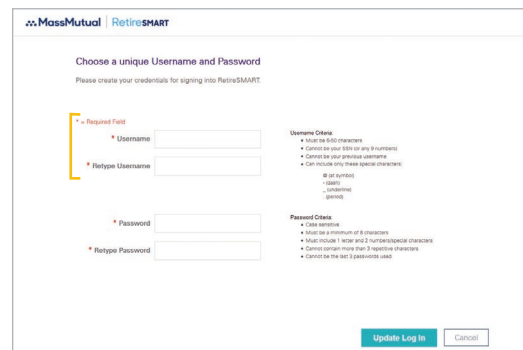 MassMutual | RetireSMART
Choose a unique Username and Password
Please create your credentials for signing into RetireSMART.
* = Required Field
* Username
* Retype Username
Username Criteria:
• Must be 6-50 characters
• Cannot be your SSN (or any 9 numbers)
• Cannot be your previous username
• Can include only these special characters:
@ (at symbol)
- (dash)
_ (underline)
. (period)
* Password
* Retype Password
Password Criteria:
• Case sensitive
• Must be a minimum of 8 characters
• Must include 1 letter and 2 numbers/special characters
• Cannot contain more than 3 repetitive characters
• Cannot be the last 3 passwords used.
Update Log In
Cancel